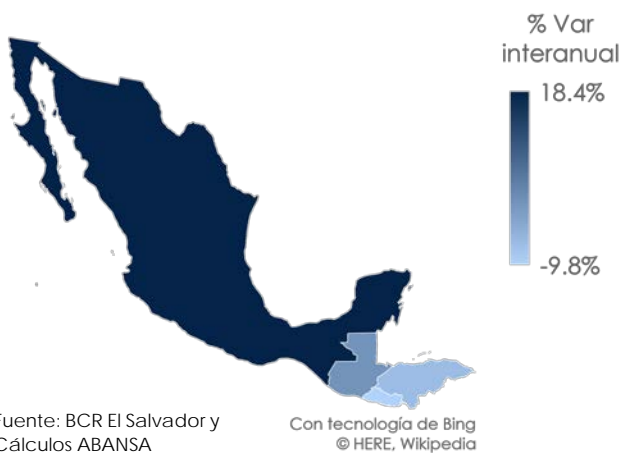 % Var
interanual
18.4%
-9.8%
Fuente: BCR El Salvador y
Cálculos ABANSA
Con tecnología de Bing
© HERE, Wikipedia